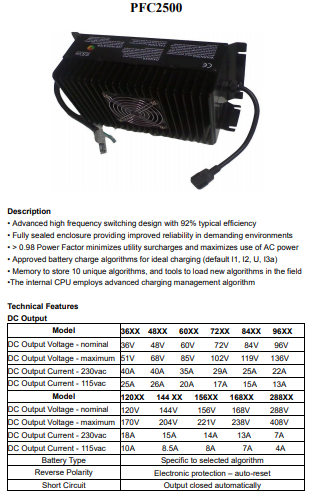 PFC2500
Description
• Advanced high frequency switching design with 92% typical efficiency
• Fully sealed enclosure providing improved reliability in demanding environments
• > 0.98 Power Factor minimizes utility surcharges and maximizes use of AC power
• Approved battery charge algorithms for ideal charging (default I1, I2, U, I3a)
• Memory to store 10 unique algorithms, and tools to load new algorithms in the field
•The internal CPU employs advanced charging management algorithm
Technical Features
DC Output
Model 36XX 48XX 60XX 72XX 84XX 96XX
DC Output Voltage - nominal 36V 48V 60V 72V 84V 96V
DC Output Voltage - maximum 51V 68V 85V 102V 119V 136V
DC Output Current - 230vac 40A 40A 35A 29A 25A 22A
DC Output Current - 115vac 25A 26A 20A 17A 15A 13A
Model 120XX 144 XX 156XX 168XX 288XX
DC Output Voltage - nominal 120V 144V 156V 168V 288V
DC Output Voltage - maximum 170V 204V 221V 238V 408V
DC Output Current - 230vac 18A 15A 14A 13A 7A
DC Output Current - 115vac 10A 8.5A 8A 7A 4A
Battery Type Specific to selected algorithm
Reverse Polarity Electronic protection – auto-reset
Short Circuit Output closed automatically